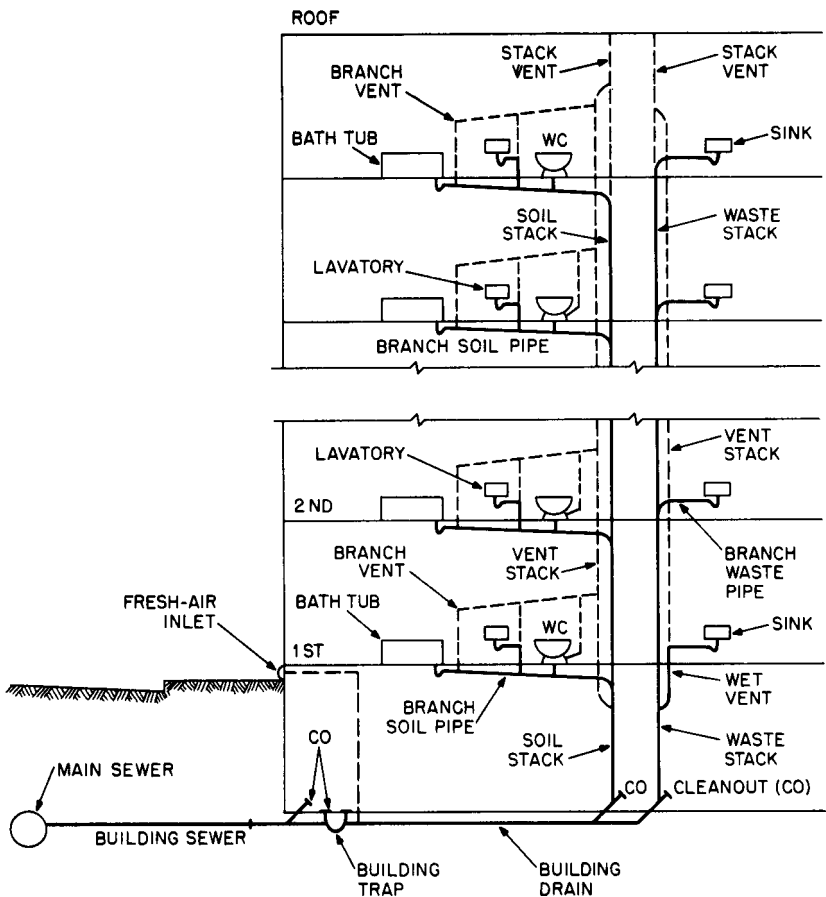 ROOF
STACK
VENT
STACK
VENT
BRANCH
VENT
BATH TUB
WC
SINK
SOIL
STACK
WASTE
STACK
LAVATORY
BRANCH SOIL PIPE
LAVATORY
VENT
STACK
2 ND
BRANCH
VENT
VENT
STACK
BRANCH
WASTE
PIPE
FRESH-AIR
INLET
BATH TUB
WC
SINK
1 ST
WET
VENT
BRANCH
SOIL PIPE
SOIL
STACK
WASTE
STACK
CO
MAIN SEWER
CO
CLEANOUT (CO)
BUILDING SEWER
BUILDING
TRAP
BUILDING
DRAIN